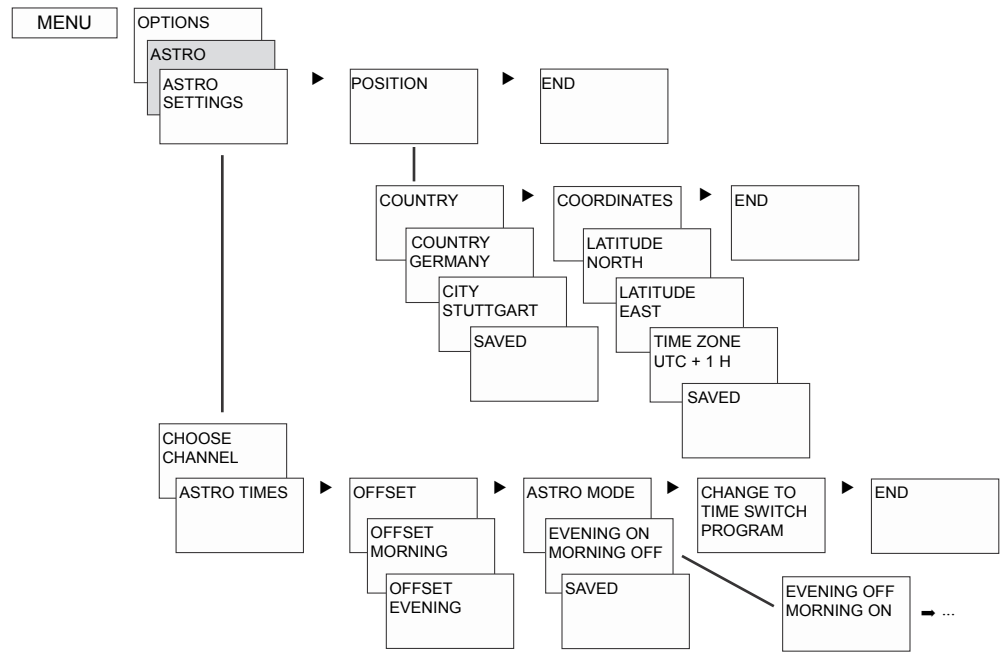 MENU
OPTIONS
ASTRO
ASTRO
SETTINGS
POSITION
END
COUNTRY
COUNTRY
GERMANY
CITY
STUTTGART
SAVED
COORDINATES
LATITUDE
NORTH
LATITUDE
EAST
TIME ZONE
UTC + 1 H
SAVED
END
CHOOSE
CHANNEL
ASTRO TIMES
OFFSET
OFFSET
MORNING
OFFSET
EVENING
ASTRO MODE
EVENING ON
MORNING OFF
SAVED
CHANGE TO
TIME SWITCH
PROGRAM
END
EVENING OFF
MORNING ON
➡ ...